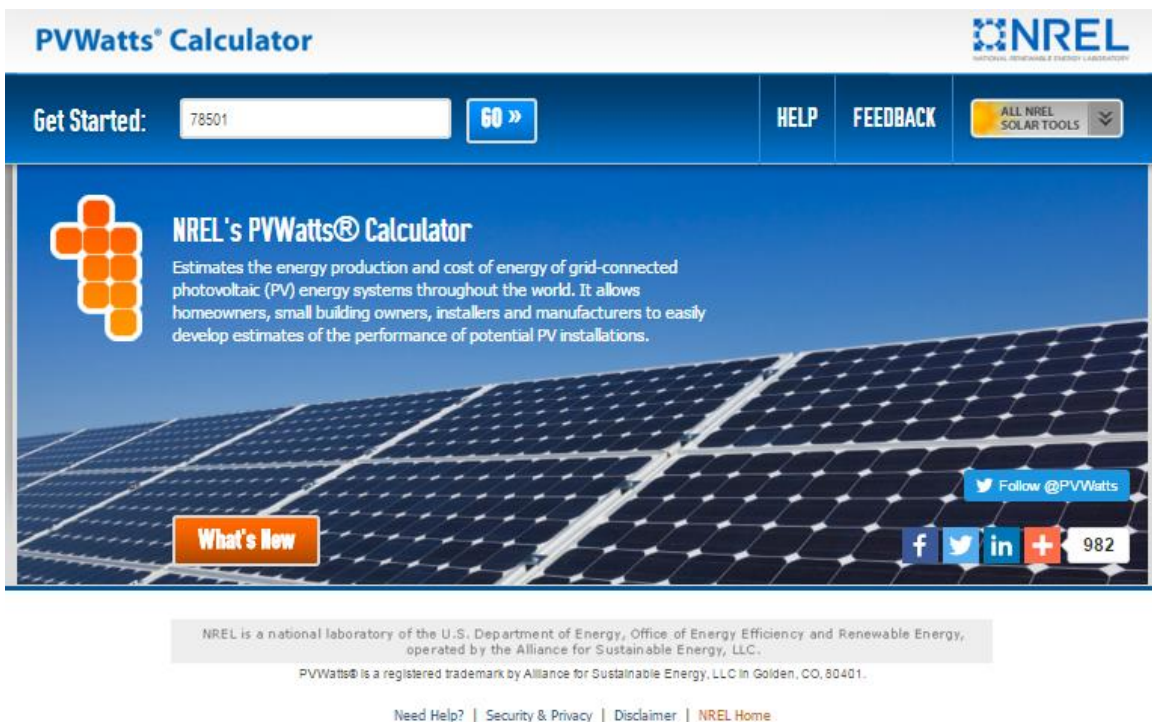 PVWatts® Calculator
NREL
NATIONAL RENEWABLE ENERGY LABORATORY
Get Started:
78501
GO »
HELP
FEEDBACK
ALL NREL
SOLAR TOOLS
NREL's PVWatts® Calculator
Estimates the energy production and cost of energy of grid-connected
photovoltaic (PV) energy systems throughout the world. It allows
homeowners, small building owners, installers and manufacturers to easily
develop estimates of the performance of potential PV installations.
Follow @PVWatts
What's New
f
in
+
982
NREL is a national laboratory of the U.S. Department of Energy, Office of Energy Efficiency and Renewable Energy,
operated by the Alliance for Sustainable Energy, LLC.
PVWatts® is a registered trademark by Alliance for Sustainable Energy, LLC in Golden, CO, 80401.
Need Help? | Security & Privacy | Disclaimer | NREL Home